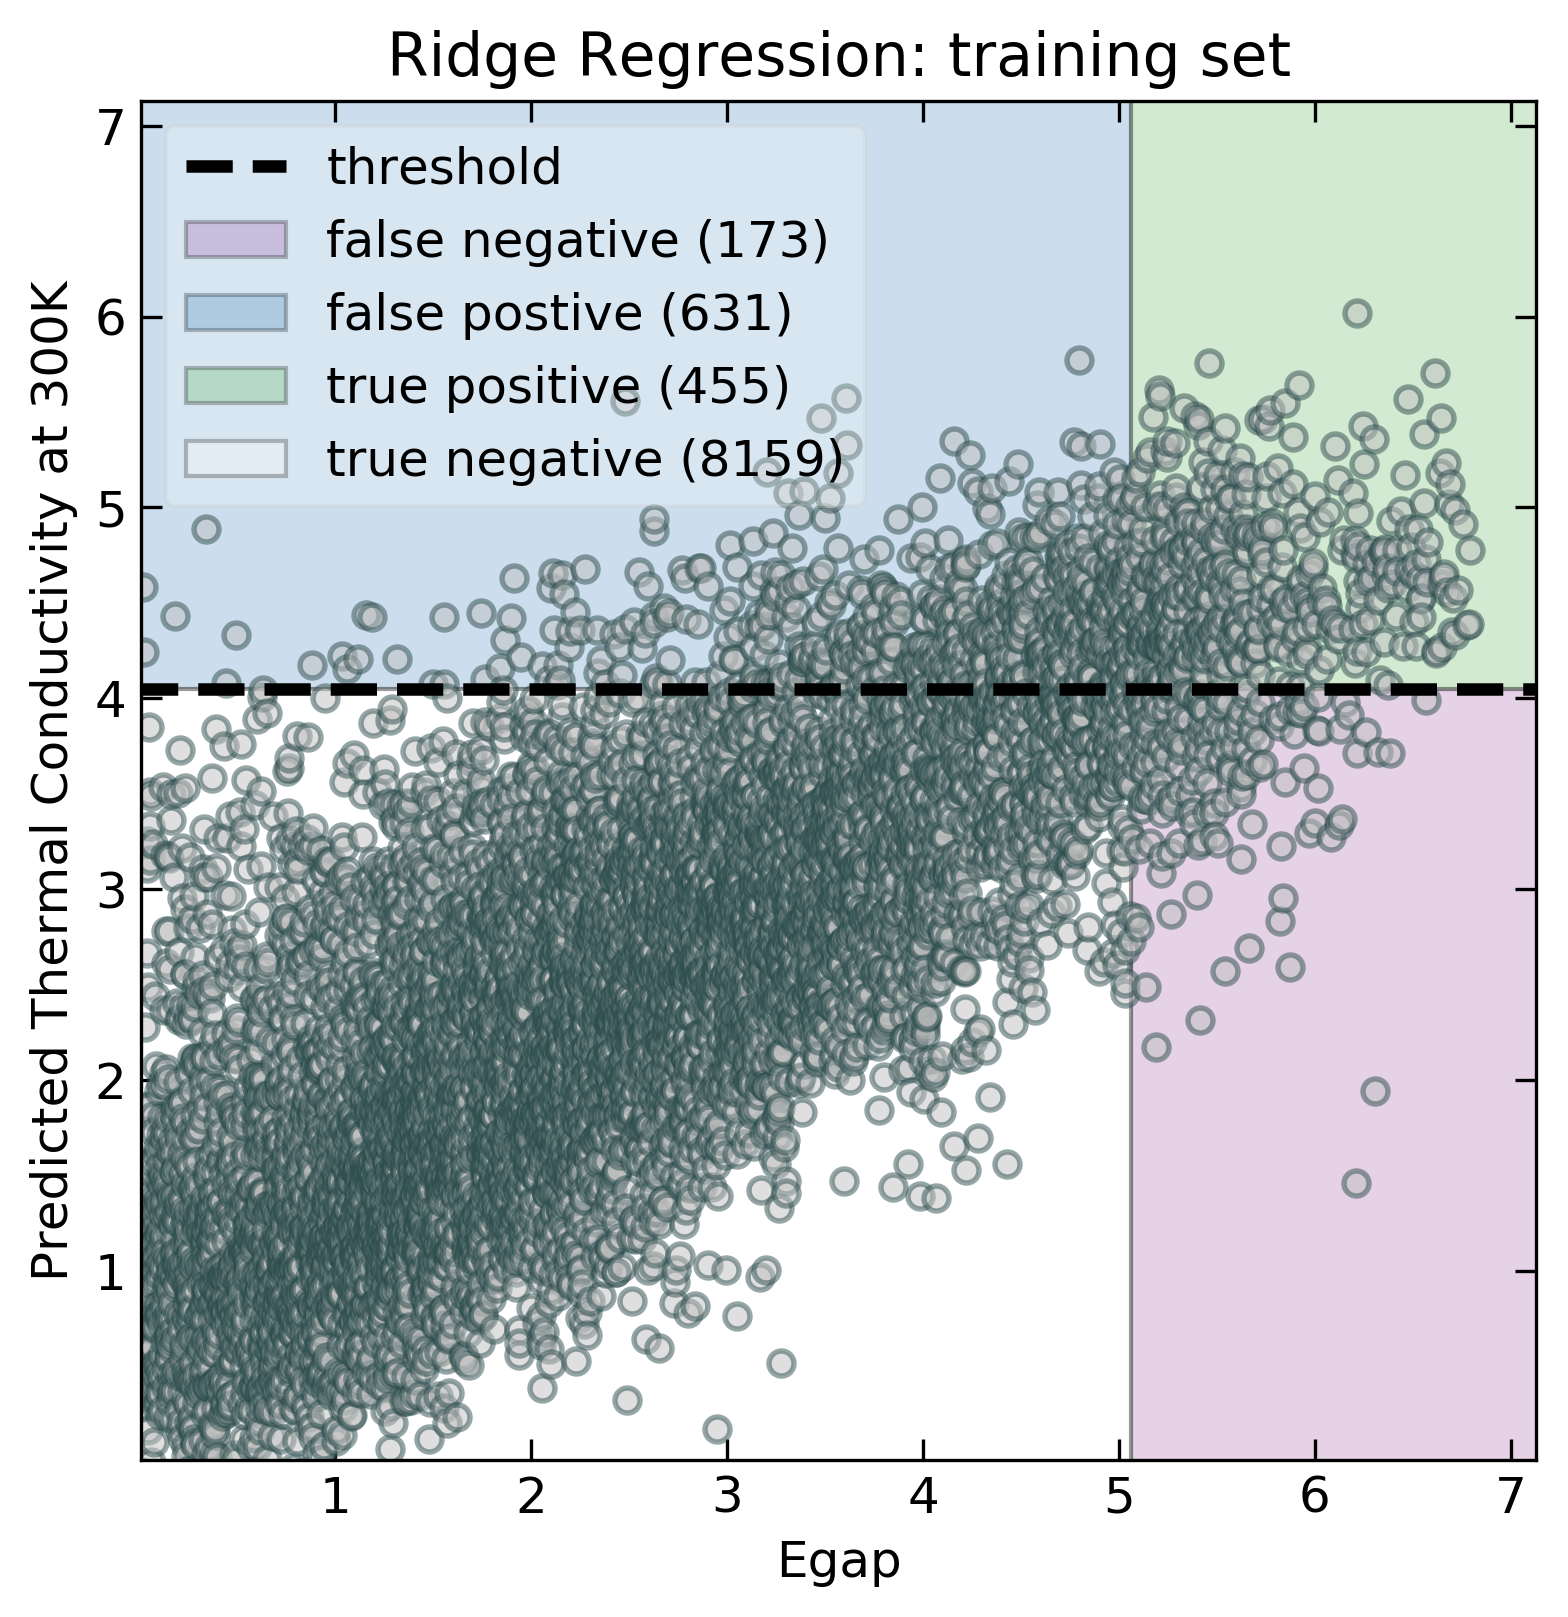 Ridge Regression: training set
threshold
false negative (173)
false postive (631)
true positive (455)
true negative (8159)
Predicted Thermal Conductivity at 300K
7
6
5
4
3
2
1
1 2 3 4 5 6 7
Egap